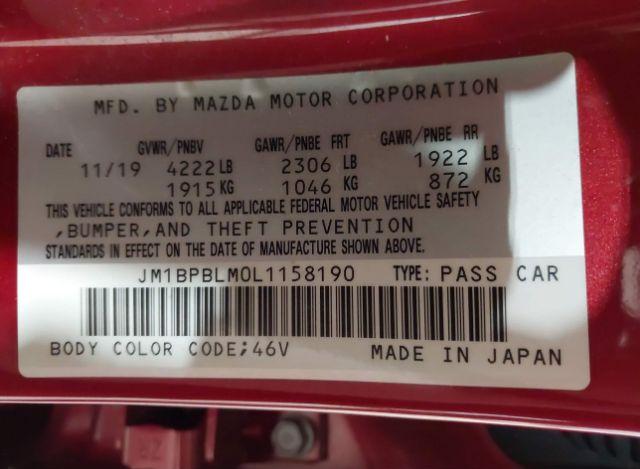 MFD. BY MAZDA MOTOR CORPORATION
DATE GVWR/PNBV GAWR/PNBE FRT GAWR/PNBE RR
11/19 4222 LB 2306 LB 1922 LB
1915 KG 1046 KG 872 KG
THIS VEHICLE CONFORMS TO ALL APPLICABLE FEDERAL MOTOR VEHICLE SAFETY
,BUMPER,AND THEFT PREVENTION
STANDARDS IN EFFECT ON THE DATE OF MANUFACTURE SHOWN ABOVE.
JM1BPBLM0L1158190 TYPE: PASS CAR
BODY COLOR CODE;46V MADE IN JAPAN